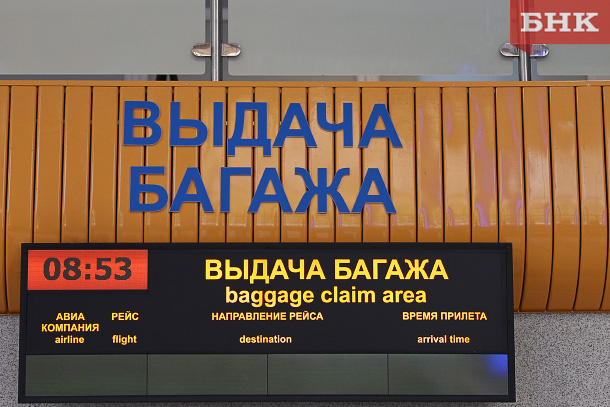 БНК
ВЫДАЧА
БАГАЖА
08:53
ВЫДАЧА БАГАЖА
baggage claim area
АВИА
КОМПАНИЯ
airline
РЕЙС
flight
НАПРАВЛЕНИЕ РЕЙСА
destination
ВРЕМЯ ПРИЛЕТА
arrival time